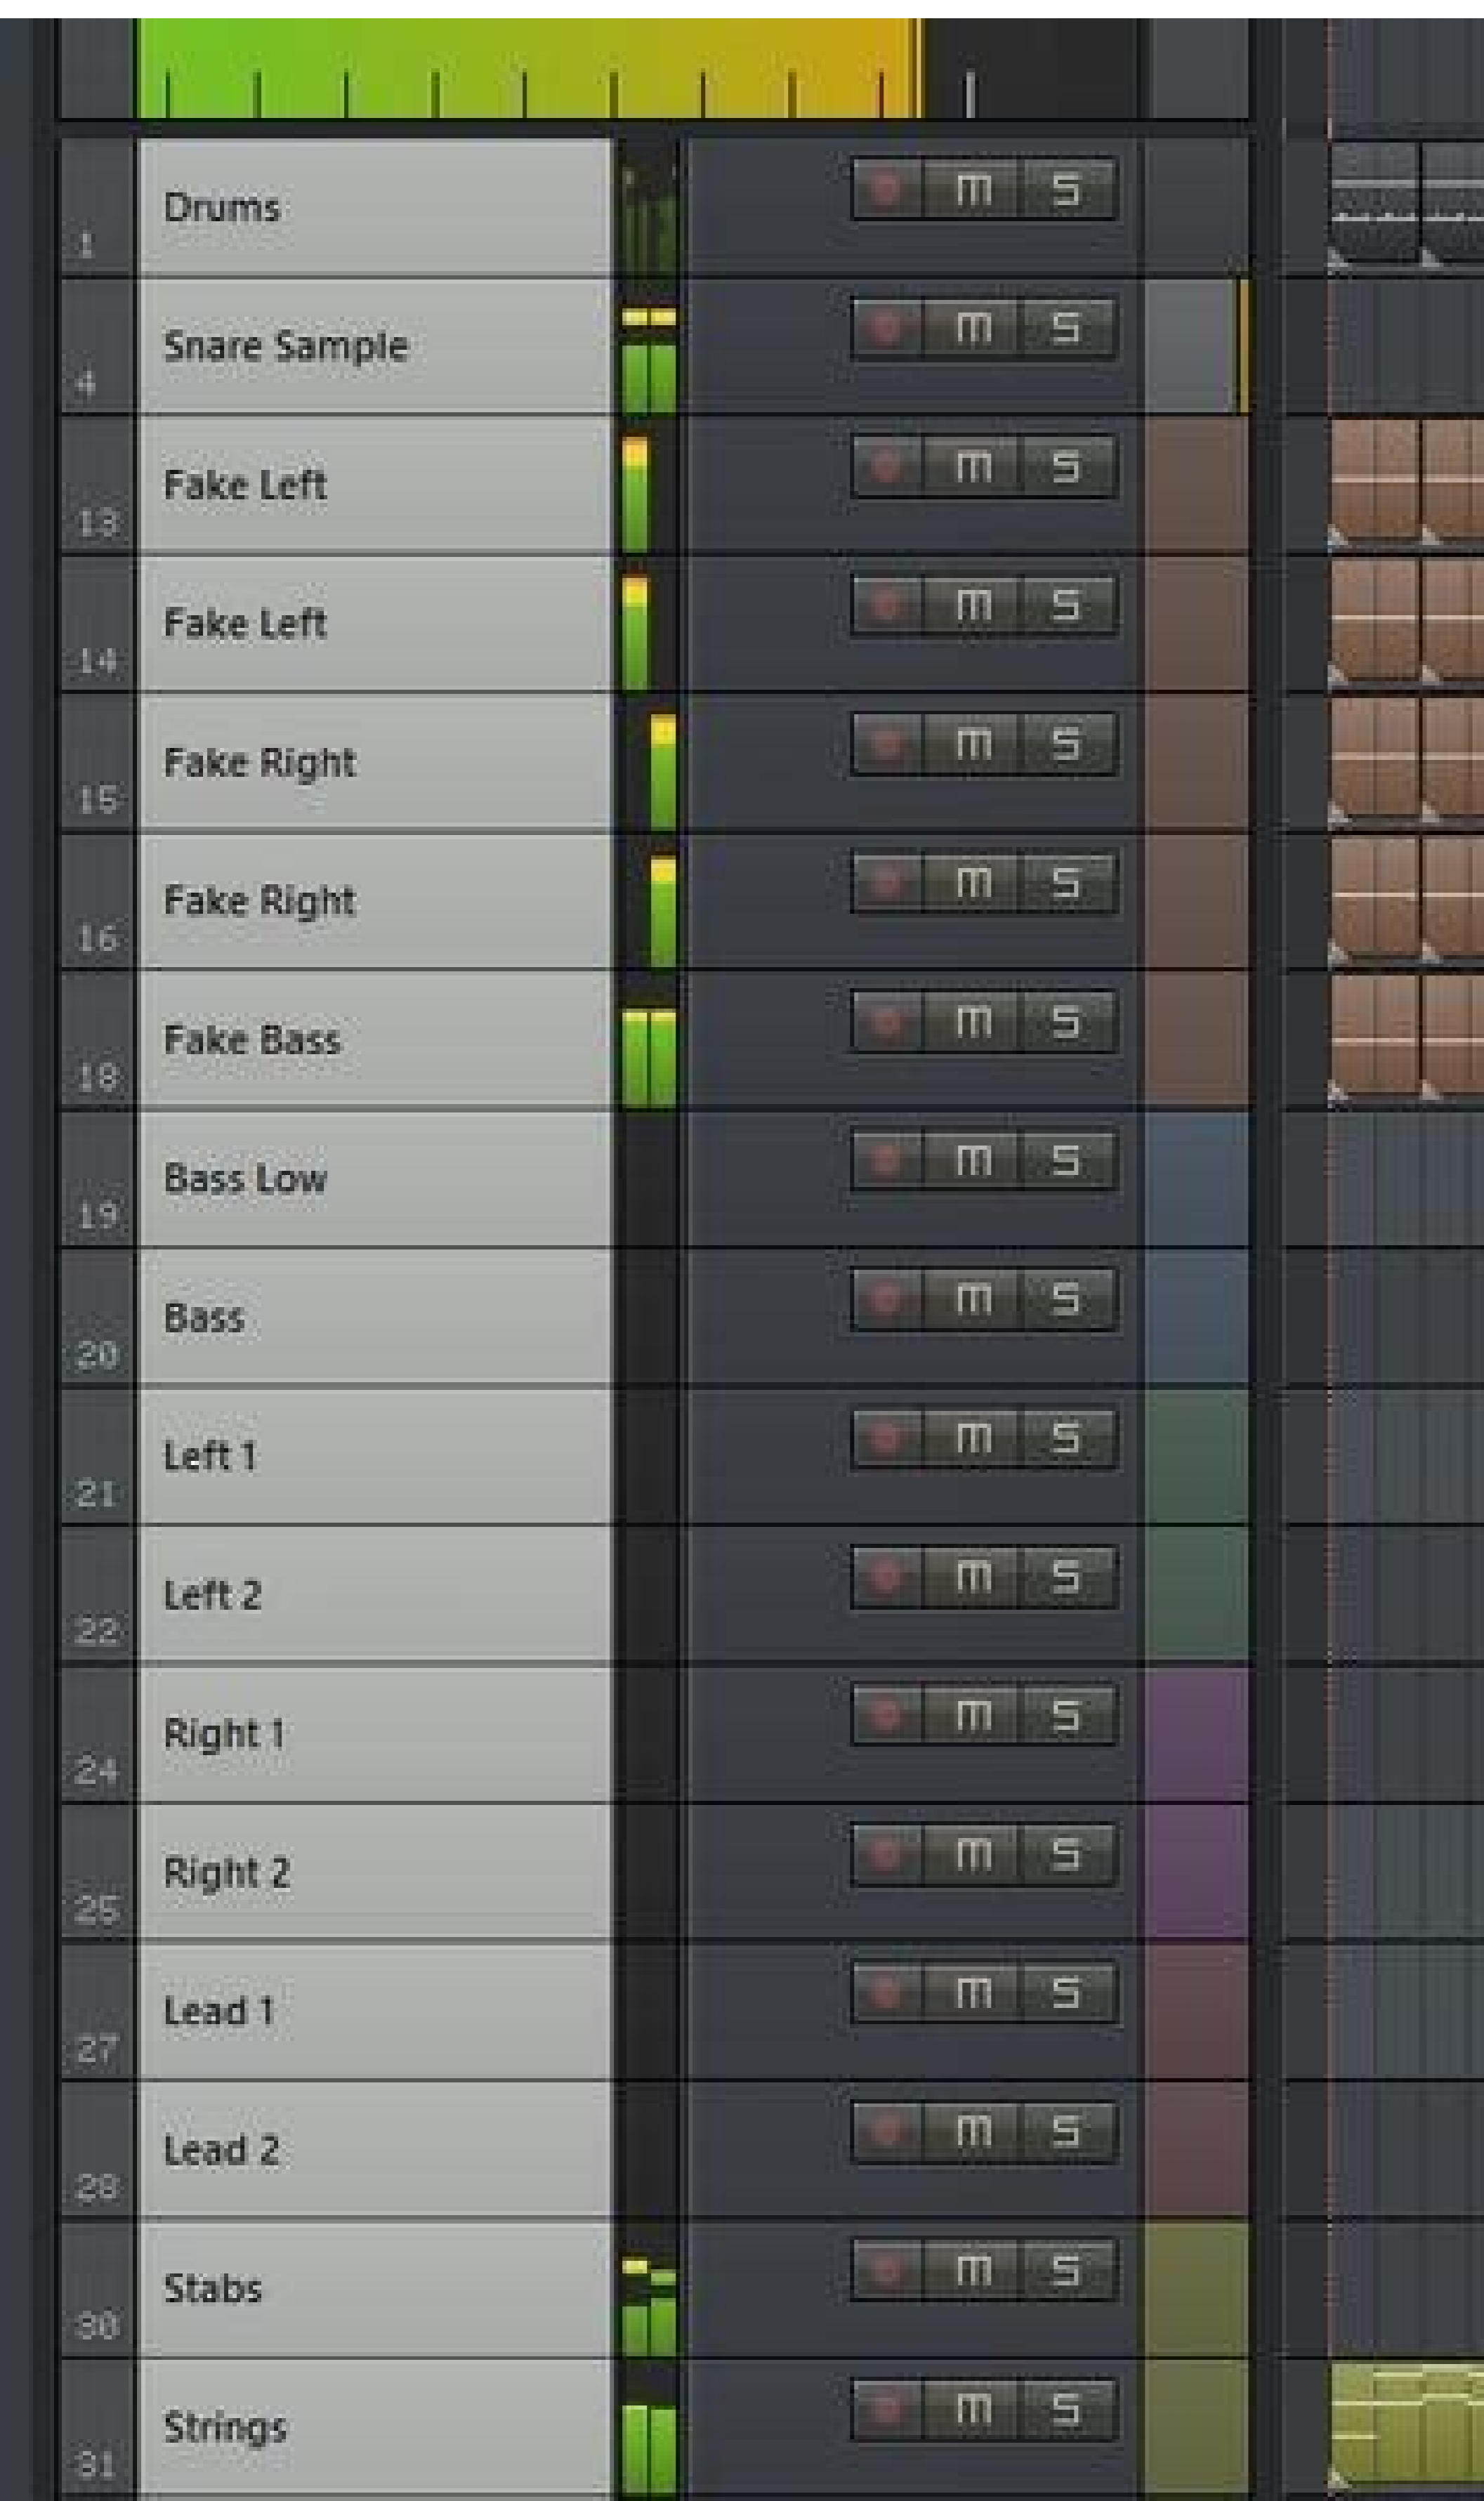 Drums m S
1
Snare Sample m S
4
Fake Left m S
13
Fake Left m S
14
Fake Right m S
15
Fake Right m S
16
Fake Bass m S
18
Bass Low m S
19
Bass m S
20
Left 1 m S
21
Left 2 m S
22
Right 1 m S
24
Right 2 m S
25
Lead 1 m S
27
Lead 2 m S
28
Stabs m S
30
Strings m S
31